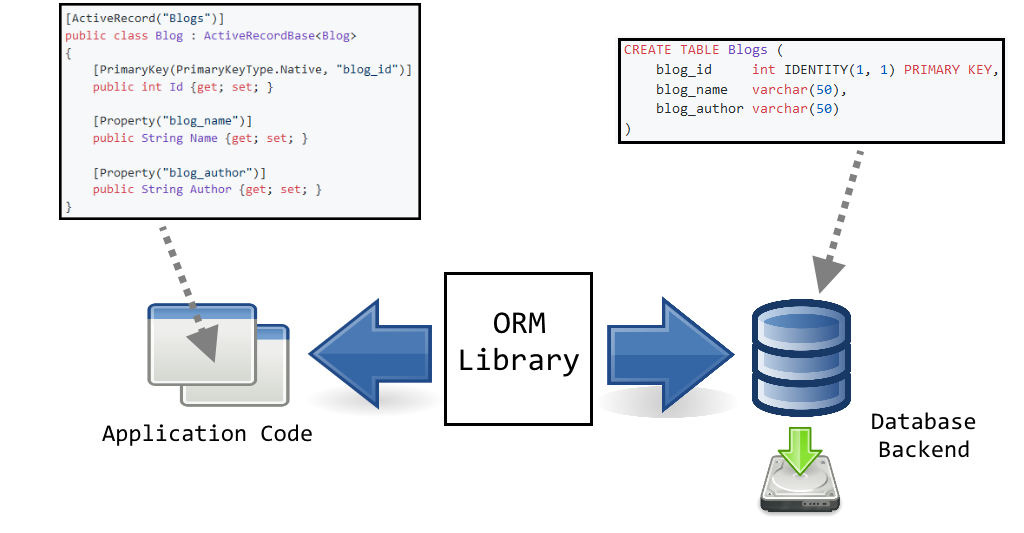 [ActiveRecord("Blogs")]
public class Blog : ActiveRecordBase<Blog>
{
    [PrimaryKey(PrimaryKeyType.Native, "blog_id")]
    public int Id {get; set; }
    [Property("blog_name")]
    public String Name {get; set; }
    [Property("blog_author")]
    public String Author {get; set; }
}
CREATE TABLE Blogs (
    blog_id     int IDENTITY(1, 1) PRIMARY KEY,
    blog_name   varchar(50),
    blog_author varchar(50)
)
ORM
Library
Application Code
Database
Backend